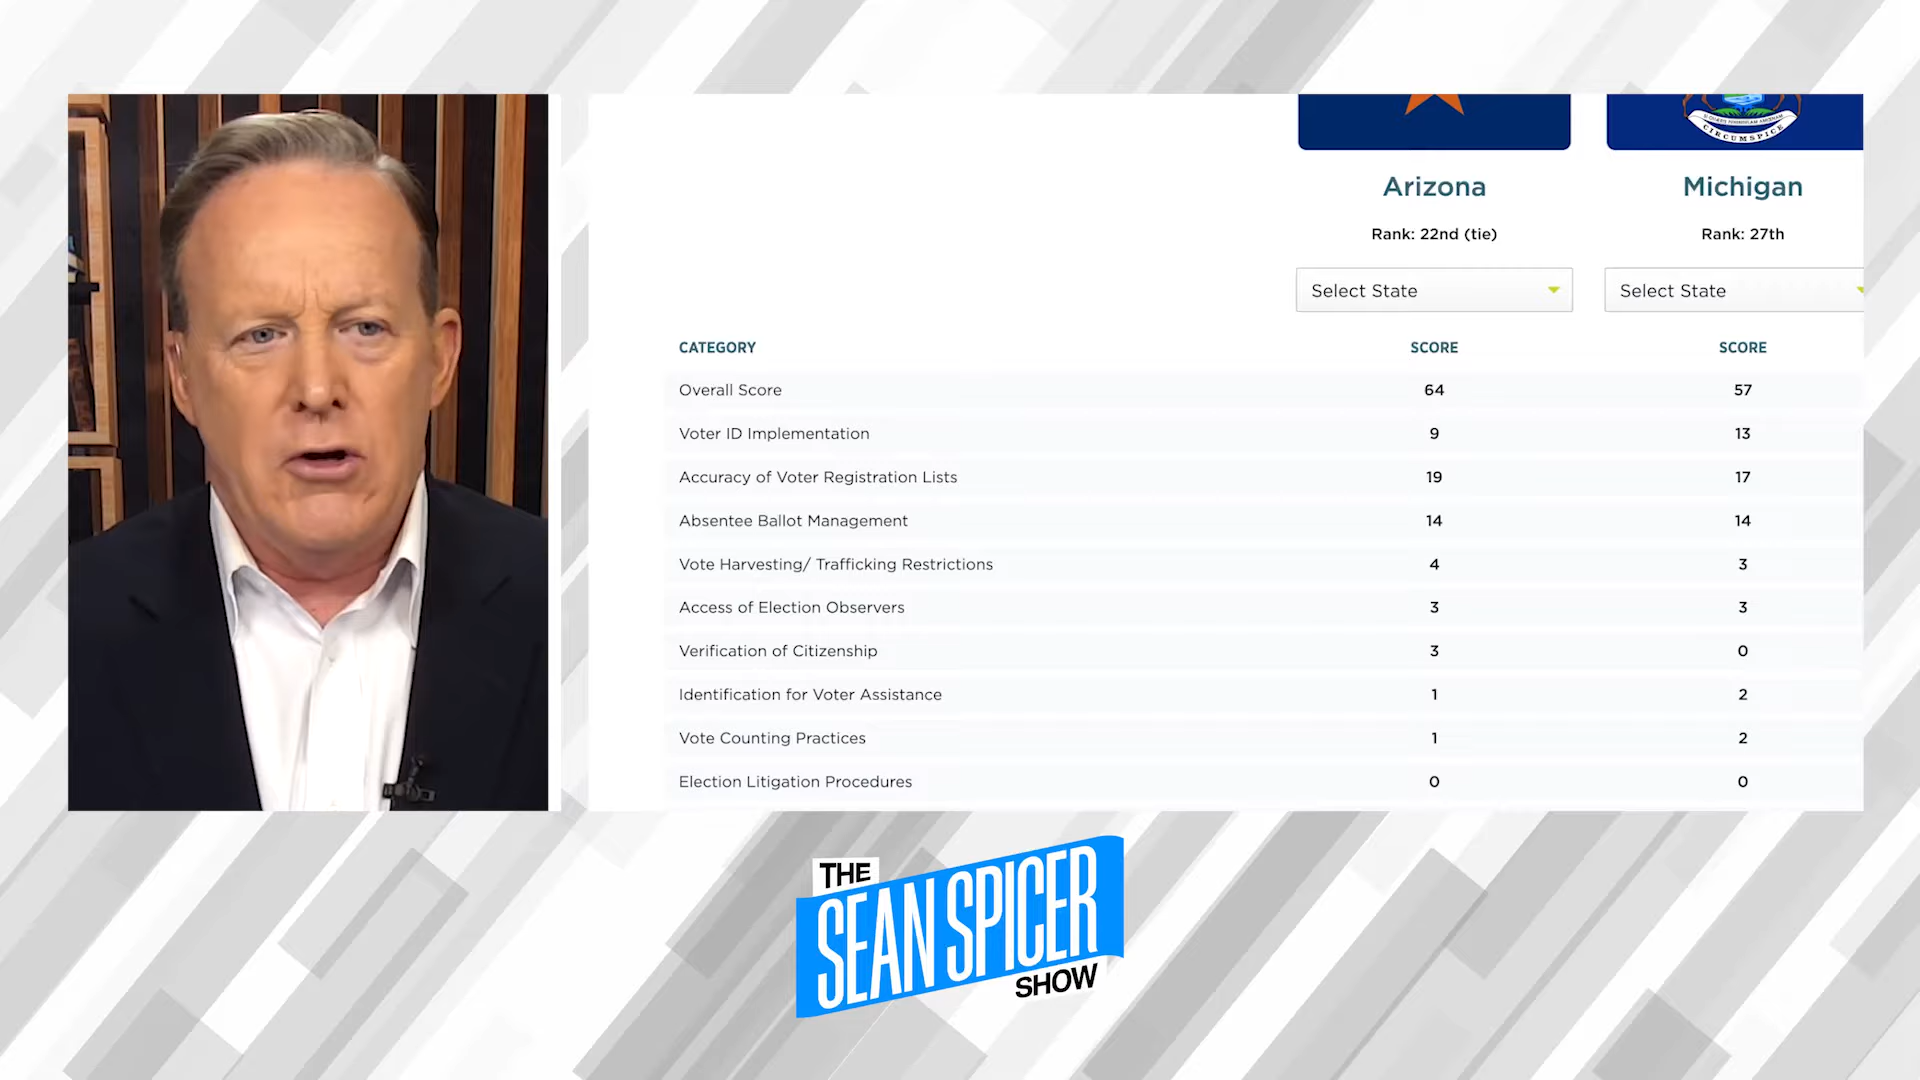 CIRCUMSPICE
Arizona Michigan
Rank: 22nd (tie) Rank: 27th
Select State Select State
CATEGORY SCORE SCORE
Overall Score 64 57
Voter ID Implementation 9 13
Accuracy of Voter Registration Lists 19 17
Absentee Ballot Management 14 14
Vote Harvesting/ Trafficking Restrictions 4 3
Access of Election Observers 3 3
Verification of Citizenship 3 0
Identification for Voter Assistance 1 2
Vote Counting Practices 1 2
Election Litigation Procedures 0 0
THE
SEAN SPICER
SHOW